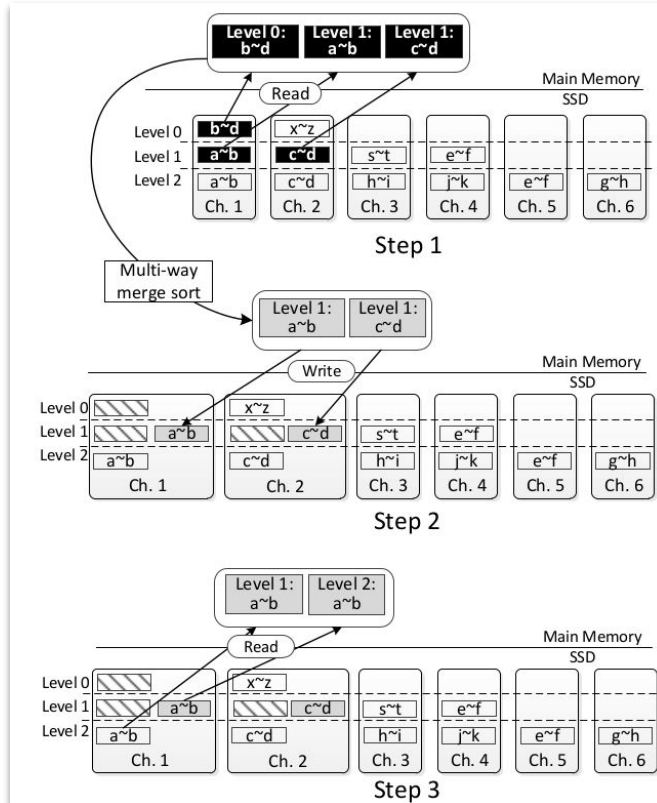 Level 0: Level 1: Level 1:
b~d a~b c~d
Main Memory
Read
SSD
Level 0 b~d x~z
Level 1 a~b c~d s~t e~f
Level 2 a~b c~d h~i j~k e~f g~h
Ch. 1 Ch. 2 Ch. 3 Ch. 4 Ch. 5 Ch. 6
Step 1
Multi-way
merge sort
Level 1: Level 1:
a~b c~d
Main Memory
Write
SSD
Level 0 x~z
Level 1 a~b c~d s~t e~f
Level 2 a~b c~d h~i j~k e~f g~h
Ch. 1 Ch. 2 Ch. 3 Ch. 4 Ch. 5 Ch. 6
Step 2
Level 1: Level 2:
a~b a~b
Main Memory
Read
SSD
Level 0 x~z
Level 1 a~b c~d s~t e~f
Level 2 a~b c~d h~i j~k e~f g~h
Ch. 1 Ch. 2 Ch. 3 Ch. 4 Ch. 5 Ch. 6
Step 3